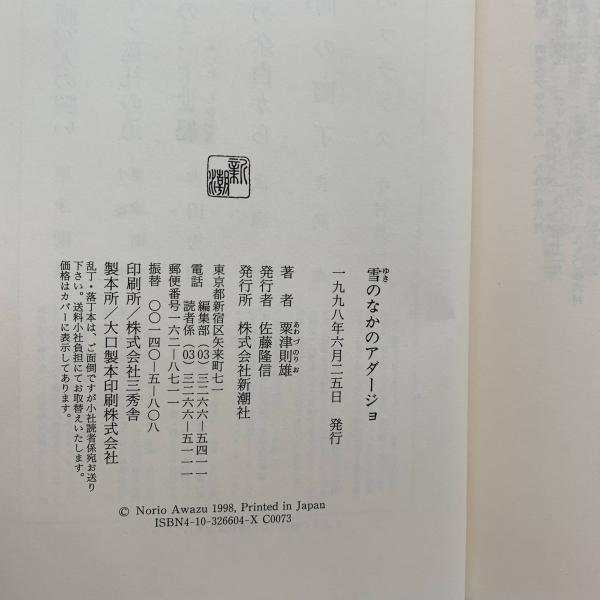 雪のなかのアダージョ
ゆき
一九九八年六月二五日 発行
著者 粟津則雄
あわづのりお
発行者 佐藤隆信
発行所 株式会社新潮社
東京都新宿区矢来町七一
電話 編集部(03)三二六六―五四一一
読者係(03)三二六六―五一一一
郵便番号一六二―八七一一
振替 〇〇一四〇―五―八〇八
印刷所/株式会社三秀舎
製本所/大口製本印刷株式会社
乱丁・落丁本は、ご面倒ですが小社読者係宛お送り
下さい。送料小社負担にてお取替えいたします。
価格はカバーに表示してあります。
新潮
© Norio Awazu 1998, Printed in Japan
ISBN4-10-326604-X C0073